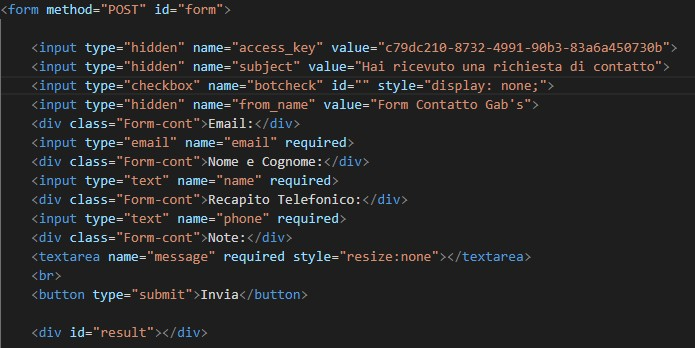 <form method="POST" id="form">
<input type="hidden" name="access_key" value="c79dc210-8732-4991-90b3-83a6a450730b">
<input type="hidden" name="subject" value="Hai ricevuto una richiesta di contatto">
<input type="checkbox" name="botcheck" id="" style="display: none;">
<input type="hidden" name="from_name" value="Form Contatto Gab's">
<div class="Form-cont">Email:</div>
<input type="email" name="email" required>
<div class="Form-cont">Nome e Cognome:</div>
<input type="text" name="name" required>
<div class="Form-cont">Recapito Telefonico:</div>
<input type="text" name="phone" required>
<div class="Form-cont">Note:</div>
<textarea name="message" required style="resize:none"></textarea>
<br>
<button type="submit">Invia</button>
<div id="result"></div>